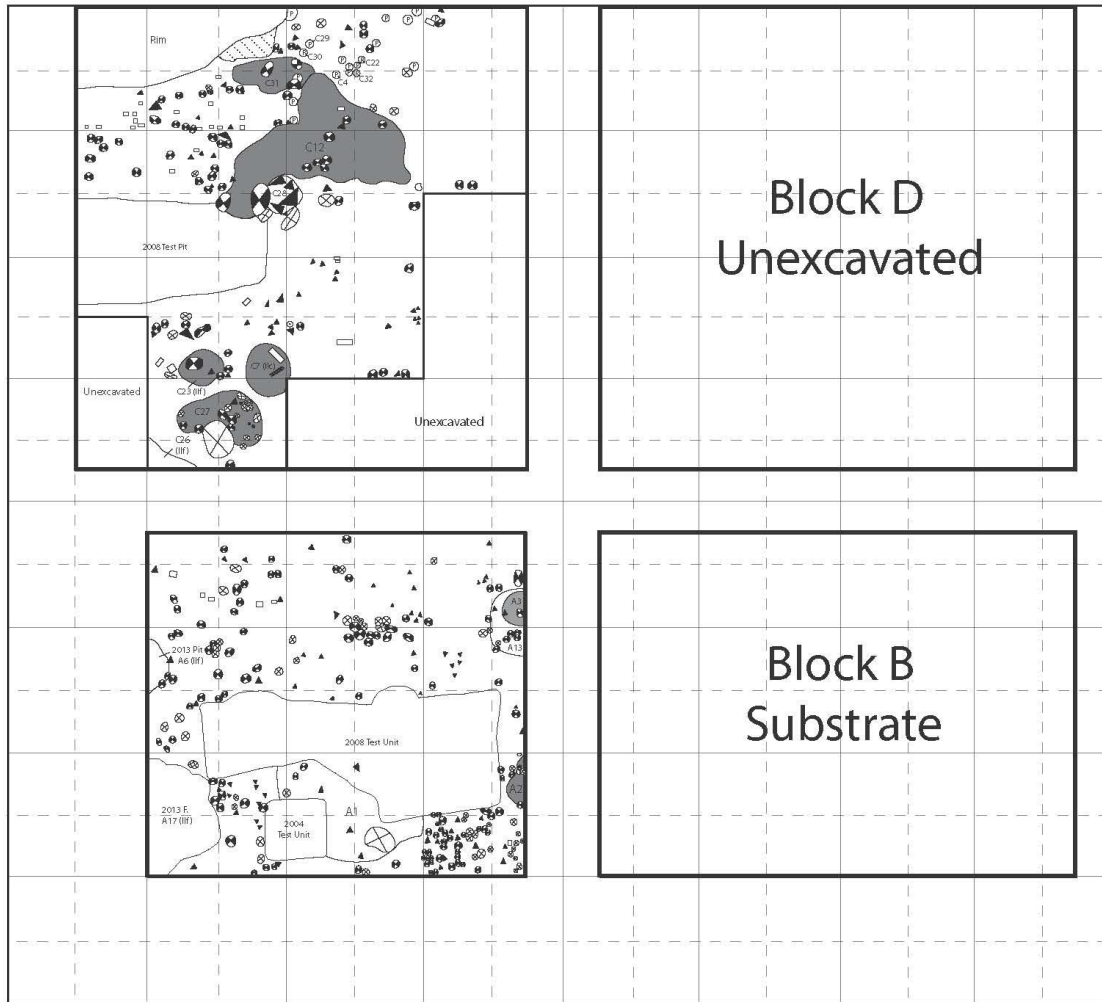 Rim
P
P
P
P
P
C29
P
C30
C22
C32
C4
C31
P
P
P
C12
C28
2008 Test Pit
Block D
Unexcavated
C7 (IIc)
Unexcavated
C23 (IIf)
C27
Unexcavated
C26
(IIf)
A3
A13
2013 Pit
A6 (IIf)
Block B
Substrate
2008 Test Unit
A2
2013 F.
A17 (IIf)
A1
2004
Test Unit